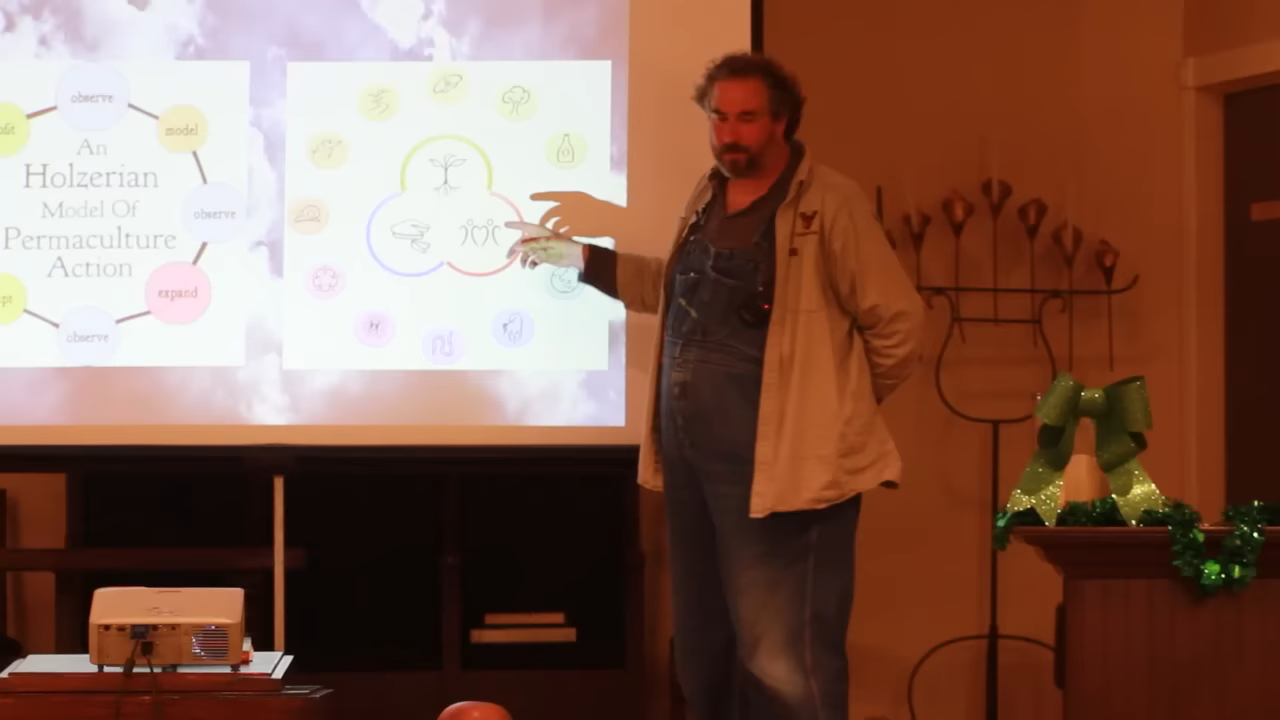 observe
model
An
Holzerian
Model Of
Permaculture
Action
observe
expand
observe